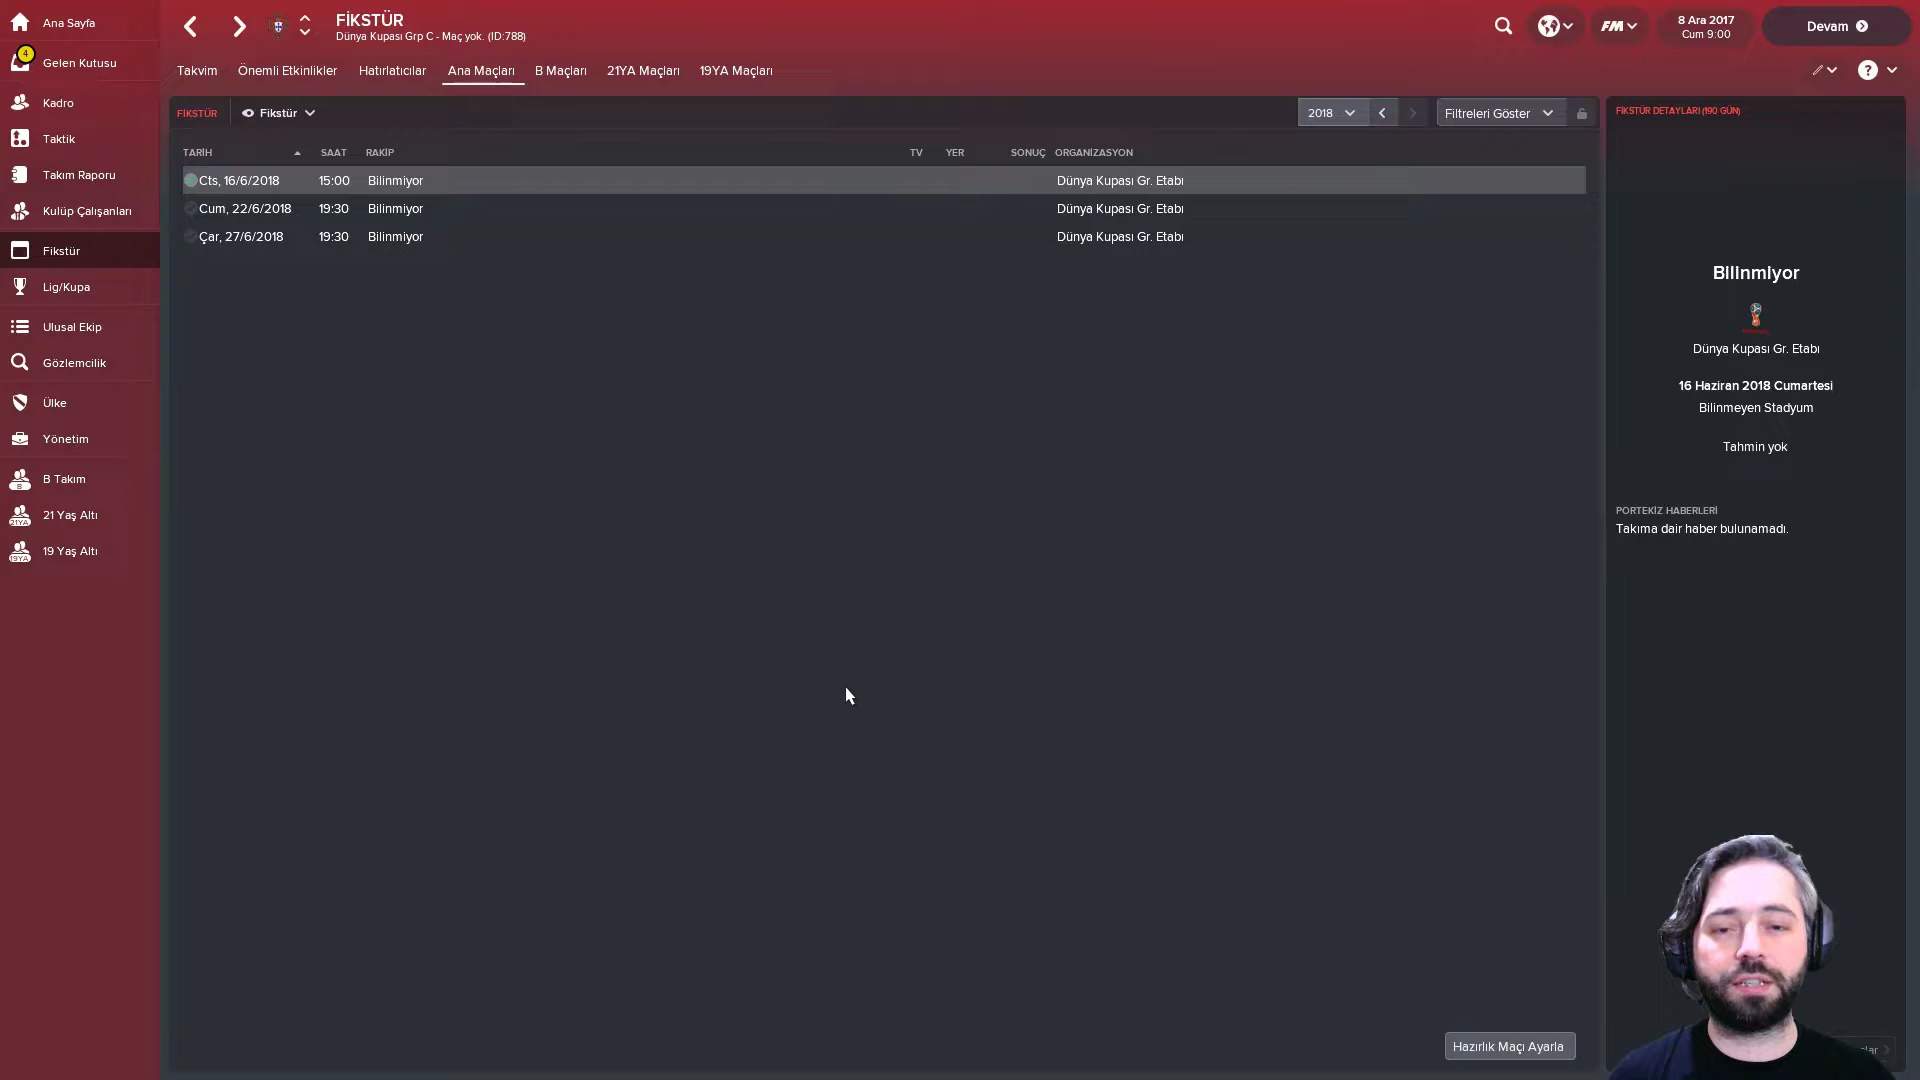 Ana Sayfa
4
Gelen Kutusu
Kadro
Taktik
Takım Raporu
Kulüp Çalışanları
Fikstür
Lig/Kupa
Ulusal Ekip
Gözlemcilik
Ülke
Yönetim
B
B Takım
21YA
21 Yaş Altı
19YA
19 Yaş Altı
FİKSTÜR
Dünya Kupası Grp C - Maç yok. (ID:788)
FM
8 Ara 2017
Cum 9:00
Devam
Takvim
Önemli Etkinlikler
Hatırlatıcılar
Ana Maçları
B Maçları
21YA Maçları
19YA Maçları
?
FİKSTÜR
Fikstür
2018
Filtreleri Göster
TARİH SAAT RAKİP TV YER SONUÇ ORGANİZASYON
Cts, 16/6/2018 15:00 Bilinmiyor Dünya Kupası Gr. Etabı
Cum, 22/6/2018 19:30 Bilinmiyor Dünya Kupası Gr. Etabı
Çar, 27/6/2018 19:30 Bilinmiyor Dünya Kupası Gr. Etabı
Hazırlık Maçı Ayarla
FİKSTÜR DETAYLARI (190 GÜN)
Bilinmiyor
Dünya Kupası Gr. Etabı
16 Haziran 2018 Cumartesi
Bilinmeyen Stadyum
Tahmin yok
PORTEKİZ HABERLERİ
Takıma dair haber bulunamadı.